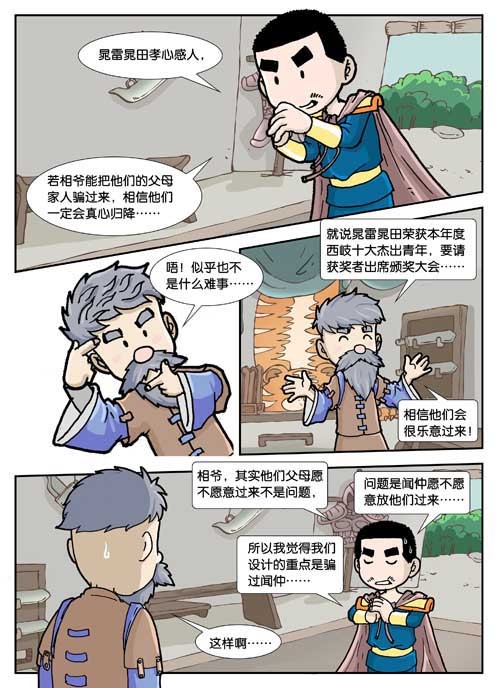 晁雷晁田孝心感人，
若相爷能把他们的父母
家人骗过来，相信他们
一定会真心归降……
唔！似乎也不
是什么难事……
就说晁雷晁田荣获本年度
西岐十大杰出青年，要请
获奖者出席颁奖大会……
相信他们会
很乐意过来！
相爷，其实他们父母愿
不愿意过来不是问题，
问题是闻仲愿不愿
意放他们过来……
所以我觉得我们
设计的重点是骗
过闻仲……
这样啊……